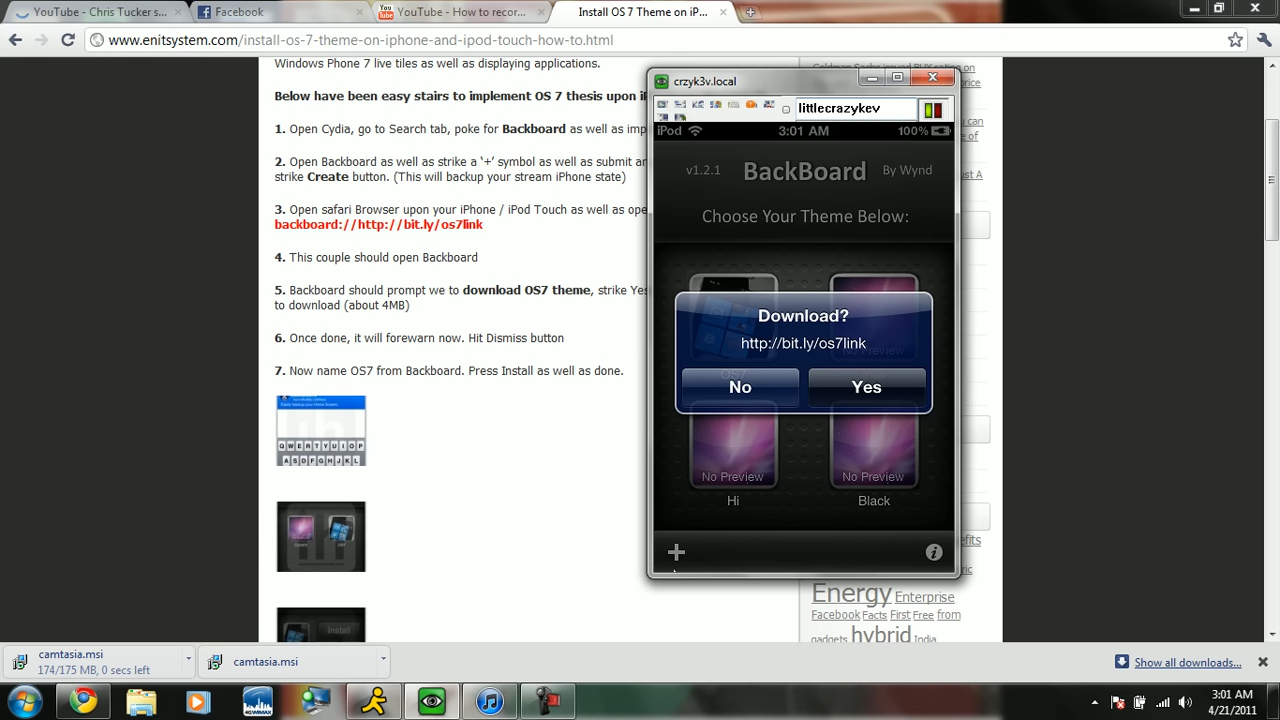 YouTube - Chris Tucker s...
Facebook
YouTube - How to recor...
Install OS 7 Theme on iP...
www.enitsystem.com/install-os-7-theme-on-iphone-and-ipod-touch-how-to.html
Windows Phone 7 live tiles as well as displaying applications.
Below have been easy stairs to implement OS 7 thesis upon
1. Open Cydia, go to Search tab, poke for Backboard as well as
2. Open Backboard as well as strike a '+' symbol as well as submit
strike Create button. (This will backup your stream iPhone state)
3. Open safari Browser upon your iPhone / iPod Touch as well as
backboard://http://bit.ly/os7link
4. This couple should open Backboard
5. Backboard should prompt we to download OS7 theme, strike Yes
to download (about 4MB)
6. Once done, it will forewarn now. Hit Dismiss button
7. Now name OS7 from Backboard. Press Install as well as done.
QWERTYUIOP
ASDFGHJKL
Install
crzyk3v.local
littlecrazykev
iPod
3:01 AM
100%
v1.2.1
BackBoard
By Wynd
Choose Your Theme Below:
Download?
http://bit.ly/os7link
No
Yes
No Preview
No Preview
No Preview
Hi
Black
Energy Enterprise
Facebook Facts First Free from
gadgets hybrid India
camtasia.msi
174/175 MB, 0 secs left
camtasia.msi
Show all downloads...
3:01 AM
4/21/2011